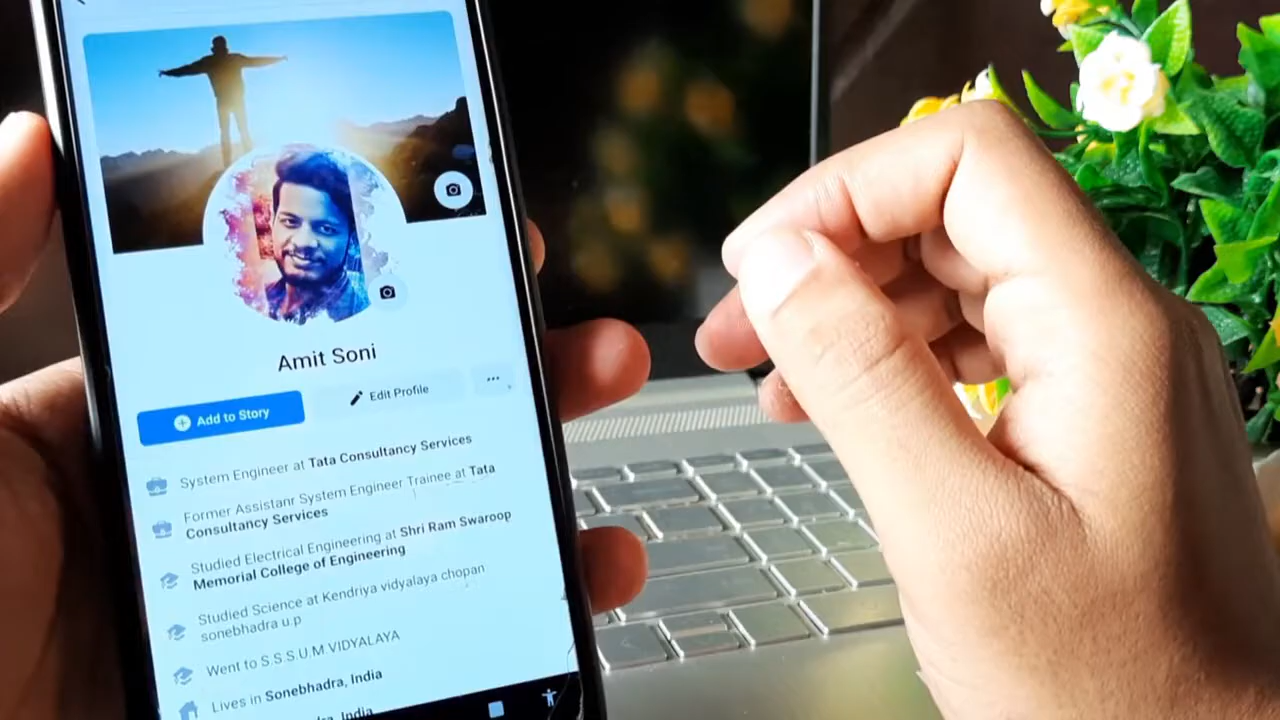 Amit Soni
Add to Story
Edit Profile
System Engineer at Tata Consultancy Services
Former Assistanr System Engineer Trainee at Tata
Consultancy Services
Studied Electrical Engineering at Shri Ram Swaroop
Memorial College of Engineering
Studied Science at Kendriya vidyalaya chopan
sonebhadra u.p
Went to S.S.S.U.M VIDYALAYA
Lives in Sonebhadra, India
India